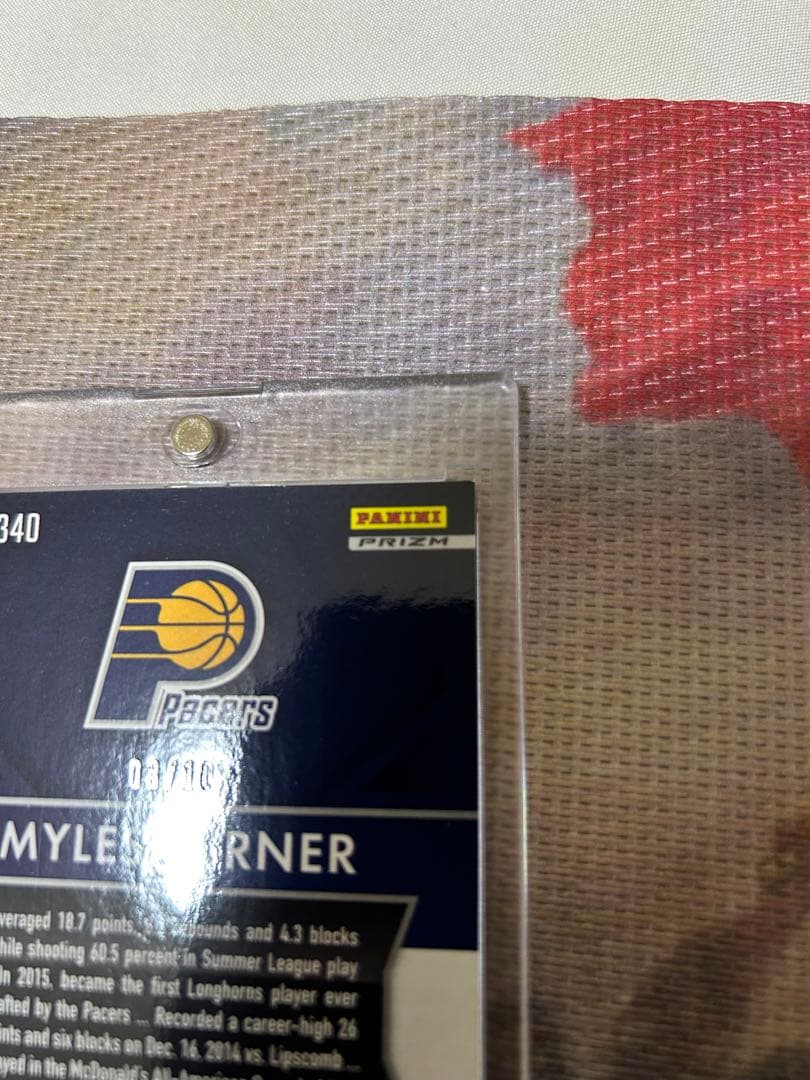 340
PANINI
PRIZM
Pacers
MYLES RNER
veraged 18.7 points, rebounds and 4.3 blocks
hile shooting 60.5 percent in Summer League play
In 2015, became the first Longhorns player ever
afted by the Pacers ... Recorded a career-high 26
ints and six blocks on Dec. 16, 2014 vs. Lipscomb ...
ayed in the McDonald's All-American